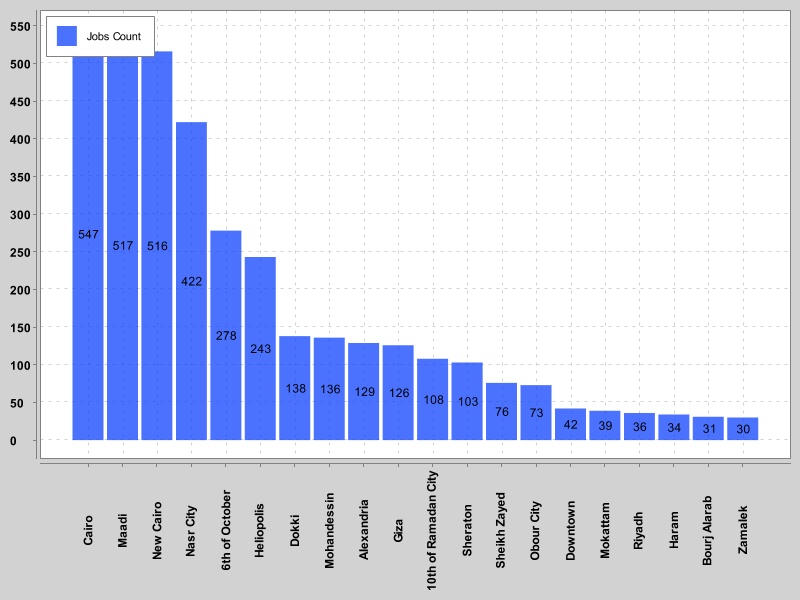 Jobs Count
550
500
450
400
350
300
250
200
150
100
50
0
547
517
516
422
278
243
138
136
129
126
108
103
76
73
42
39
36
34
31
30
Cairo
Maadi
New Cairo
Nasr City
6th of October
Heliopolis
Dokki
Mohandessin
Alexandria
Giza
10th of Ramadan City
Sheraton
Sheikh Zayed
Obour City
Downtown
Mokattam
Riyadh
Haram
Bourj Alarab
Zamalek